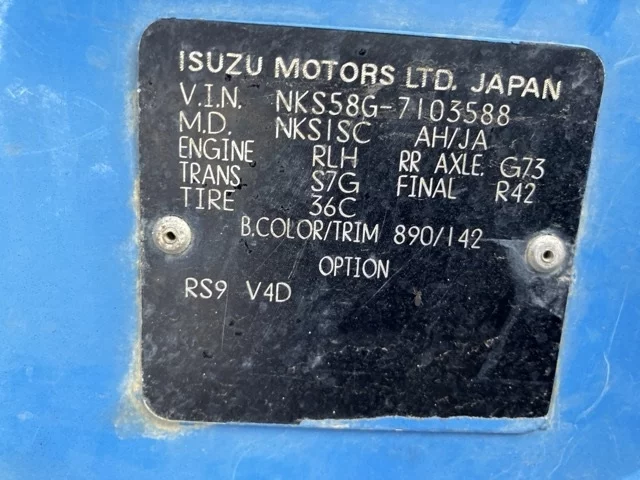 ISUZU MOTORS LTD. JAPAN
V.I.N. NKS58G-7103588
M.D. NKS1SC AH/JA
ENGINE RLH RR AXLE. G73
TRANS S7G FINAL R42
TIRE 36C
B.COLOR/TRIM 890/142
OPTION
RS9 V4D